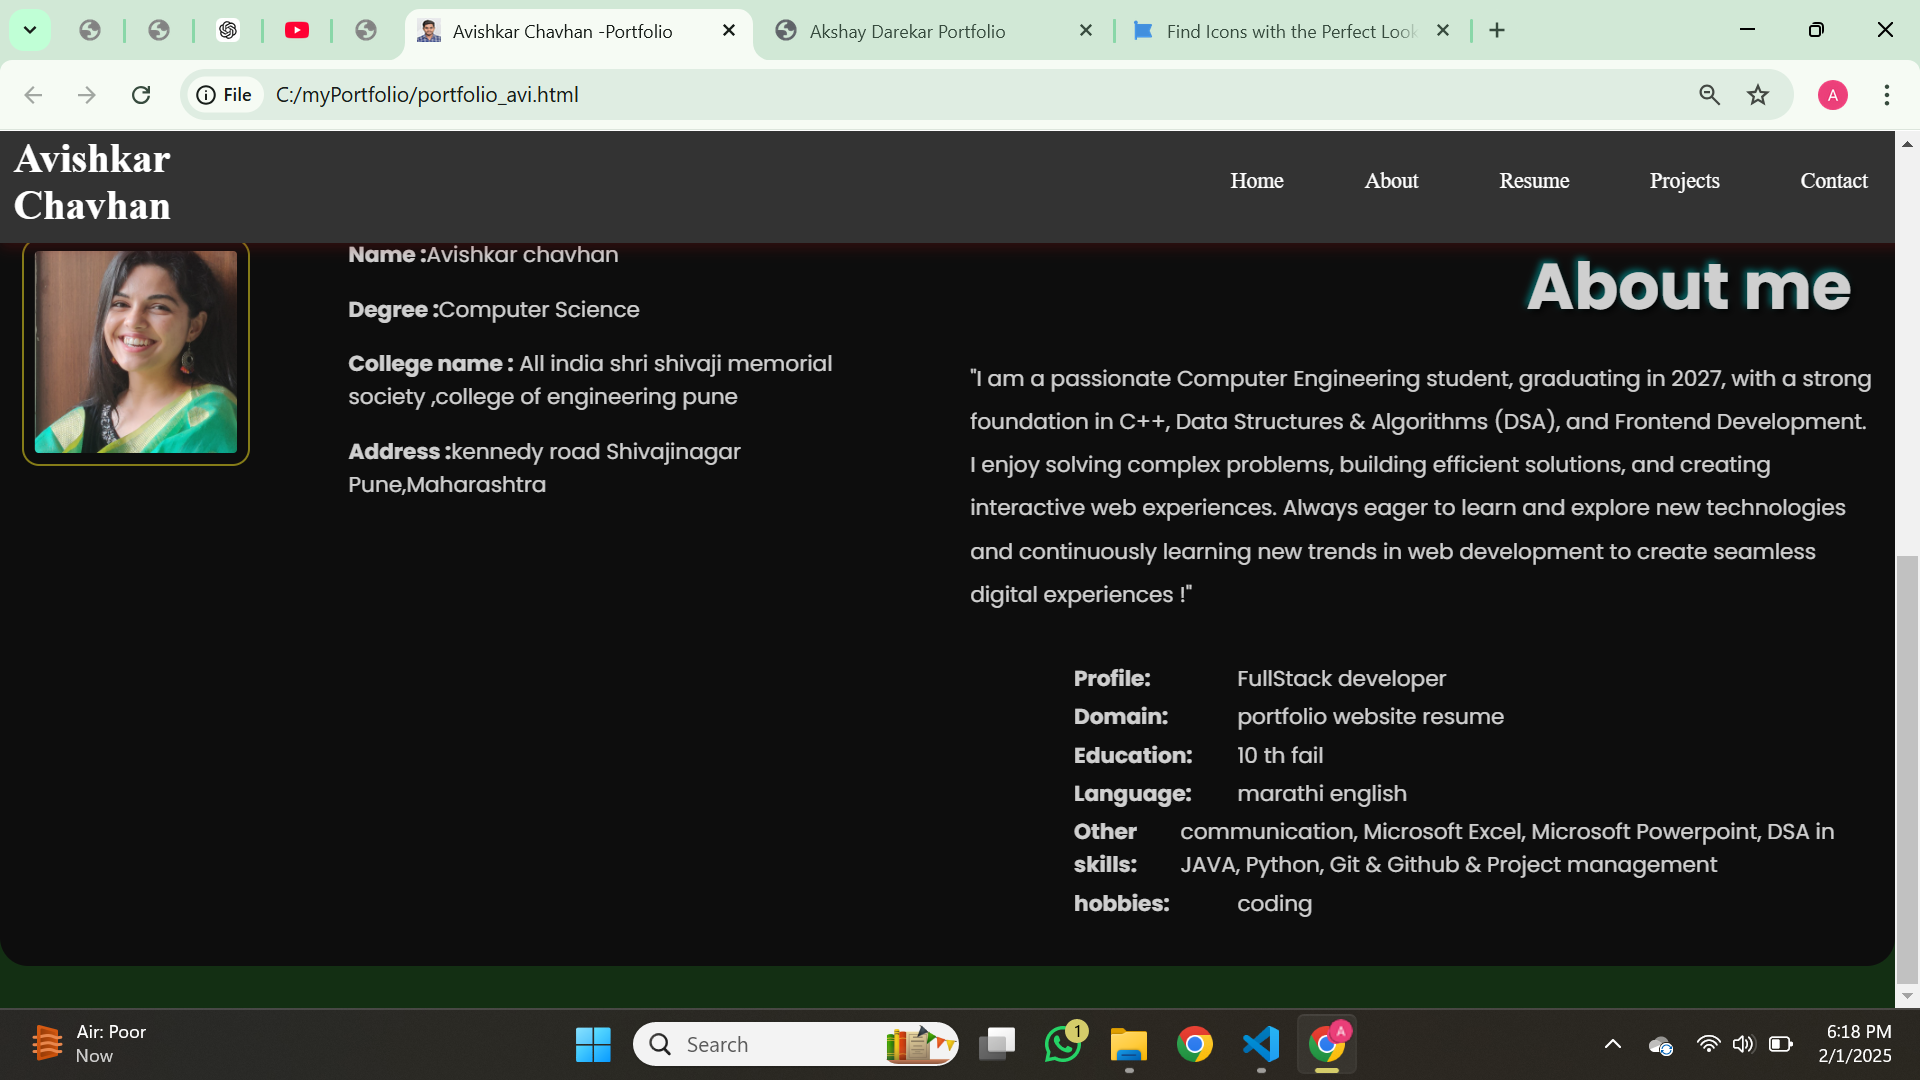 Avishkar Chavhan -Portfolio
Akshay Darekar Portfolio
Find Icons with the Perfect Look
File
C:/myPortfolio/portfolio_avi.html
A
Avishkar
Chavhan
Home
About
Resume
Projects
Contact
Name :Avishkar chavhan
Degree :Computer Science
College name : All india shri shivaji memorial
society ,college of engineering pune
Address :kennedy road Shivajinagar
Pune,Maharashtra
About me
"I am a passionate Computer Engineering student, graduating in 2027, with a strong
foundation in C++, Data Structures & Algorithms (DSA), and Frontend Development.
I enjoy solving complex problems, building efficient solutions, and creating
interactive web experiences. Always eager to learn and explore new technologies
and continuously learning new trends in web development to create seamless
digital experiences !"
Profile: FullStack developer
Domain: portfolio website resume
Education: 10 th fail
Language: marathi english
Other communication, Microsoft Excel, Microsoft Powerpoint, DSA in
skills: JAVA, Python, Git & Github & Project management
hobbies: coding
Air: Poor
Now
Search
1
A
6:18 PM
2/1/2025